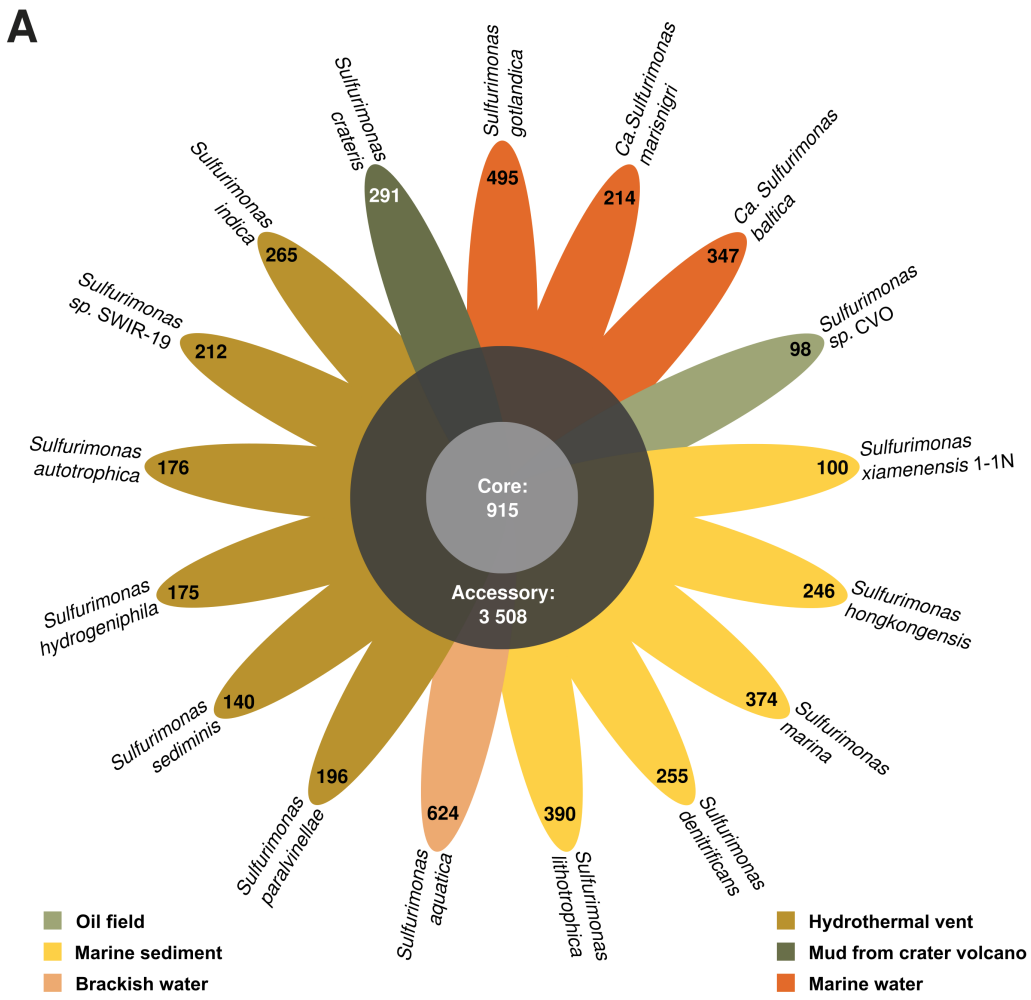 A
Sulfurimonas
gotlandica
495
Ca.Sulfurimonas
marisnigri
214
Ca. Sulfurimonas
baltica
347
Sulfurimonas
sp. CVO
98
Sulfurimonas
xiamenensis 1-1N
100
Sulfurimonas
hongkongensis
246
Sulfurimonas
marina
374
Sulfurimonas
denitrificans
255
Sulfurimonas
lithotrophica
390
Sulfurimonas
aquatica
624
Sulfurimonas
paralvinellae
196
Sulfurimonas
sediminis
140
Sulfurimonas
hydrogeniphila
175
Sulfurimonas
autotrophica
176
Sulfurimonas
sp. SWIR-19
212
Sulfurimonas
indica
265
Sulfurimonas
crateris
291
Core:
915
Accessory:
3 508
Oil field
Marine sediment
Brackish water
Hydrothermal vent
Mud from crater volcano
Marine water